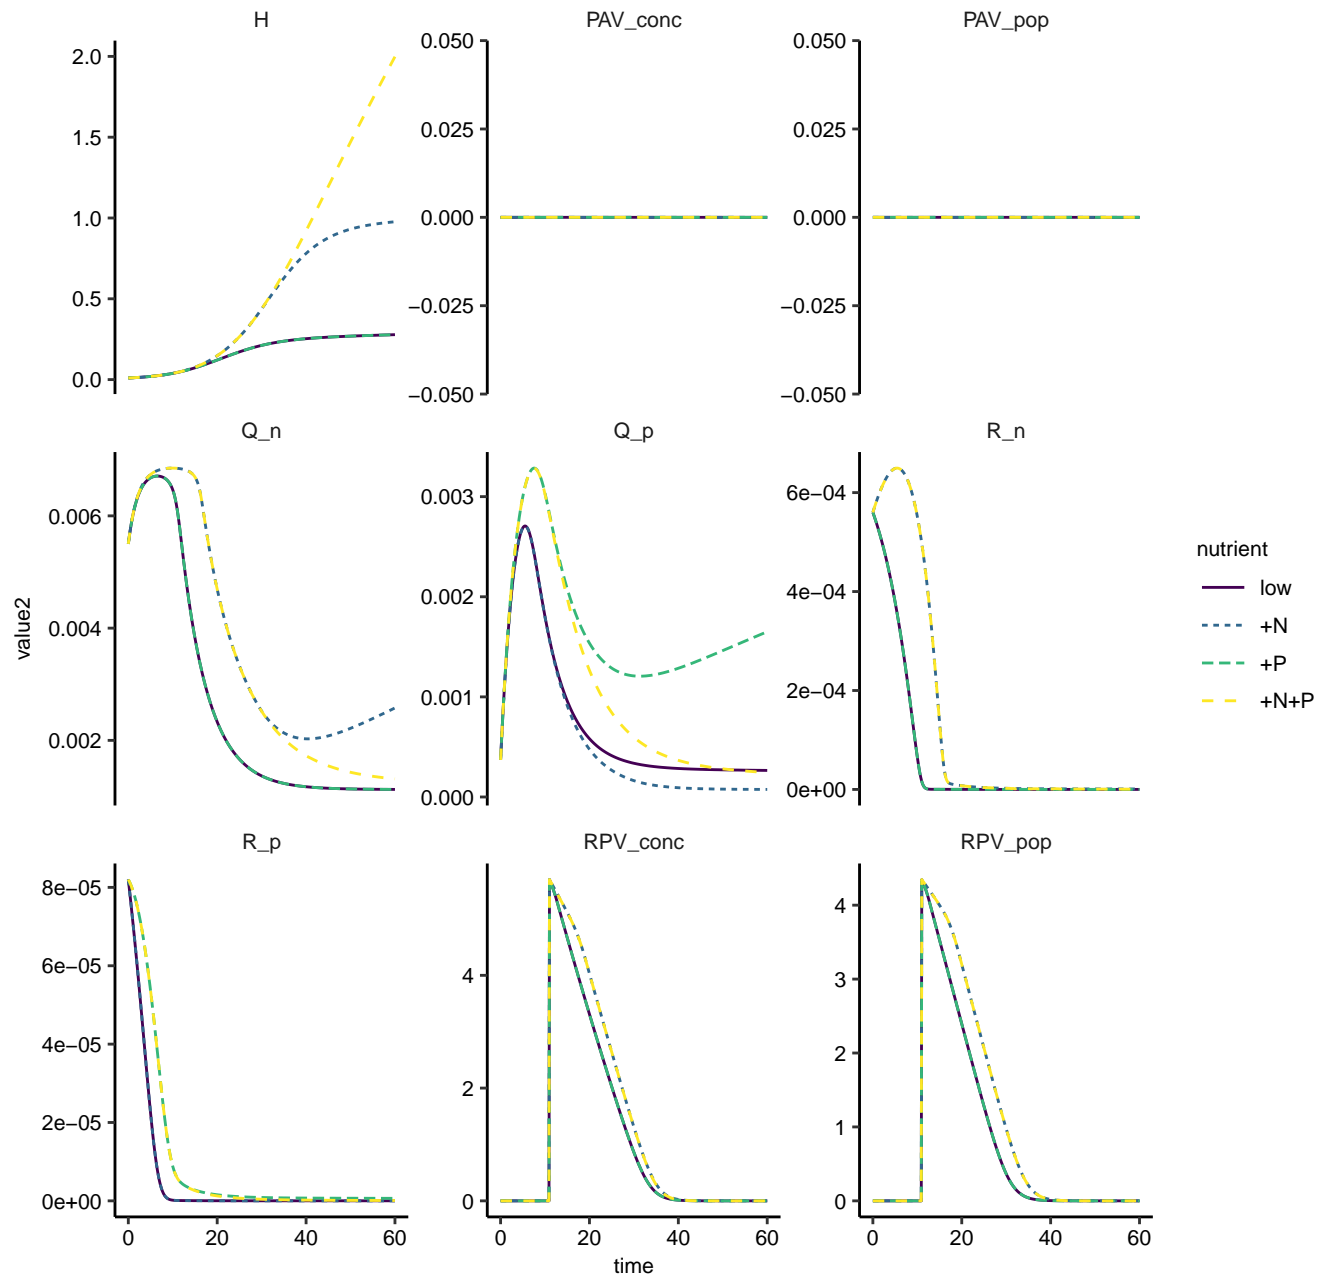 H
PAV_conc
PAV_pop
2.0
1.5
1.0
0.5
0.0
0.050
0.025
0.000
−0.025
−0.050
0.050
0.025
0.000
−0.025
−0.050
Q_n
Q_p
R_n
0.006
0.004
0.002
0.003
0.002
0.001
0.000
6e−04
4e−04
2e−04
0e+00
value2
nutrient
low
+N
+P
+N+P
R_p
RPV_conc
RPV_pop
8e−05
6e−05
4e−05
2e−05
0e+00
4
2
0
4
3
2
1
0
0 20 40 60
0 20 40 60
0 20 40 60
time